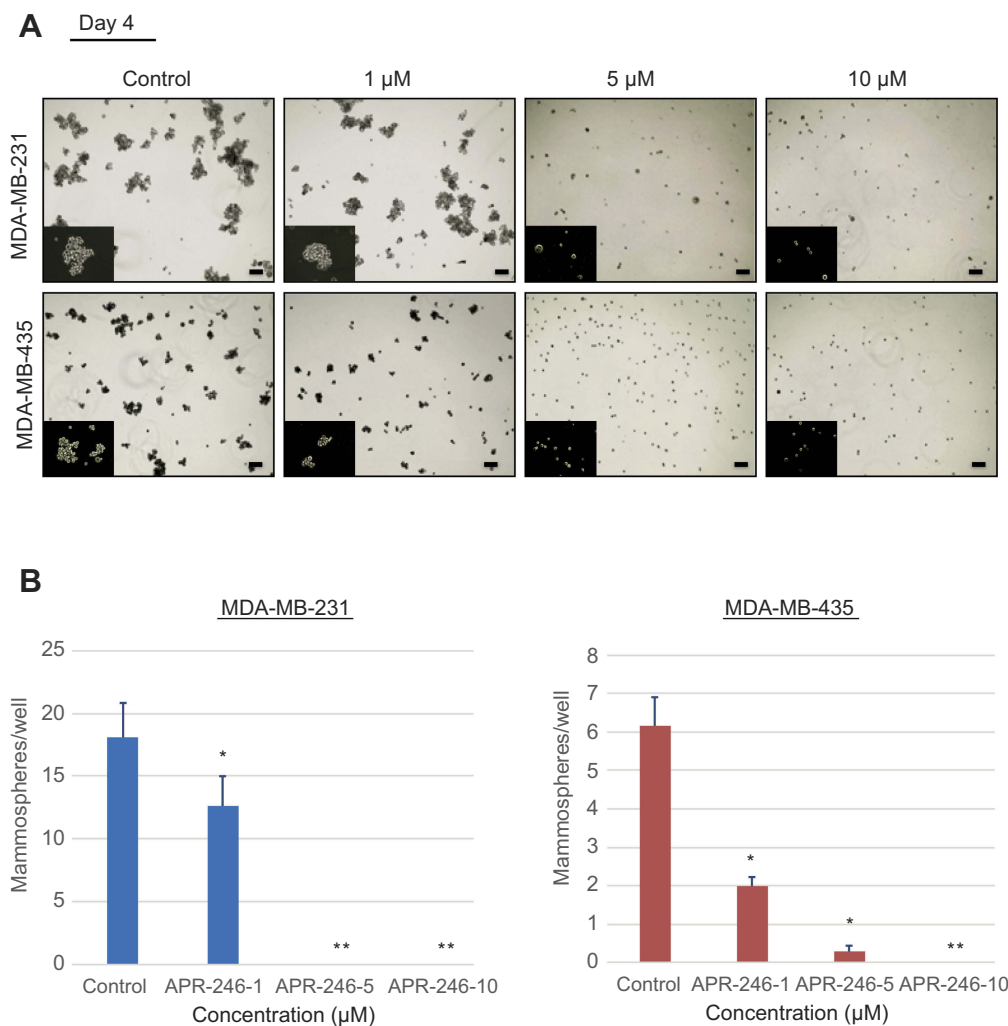 A Day 4
Control 1 µM 5 µM 10 µM
MDA-MB-231
MDA-MB-435
B
MDA-MB-231
Mammospheres/well
25
20
15
10
5
0
*
**
**
Control APR-246-1 APR-246-5 APR-246-10
Concentration (µM)
MDA-MB-435
Mammospheres/well
8
7
6
5
4
3
2
1
0
*
*
**
Control APR-246-1 APR-246-5 APR-246-10
Concentration (µM)